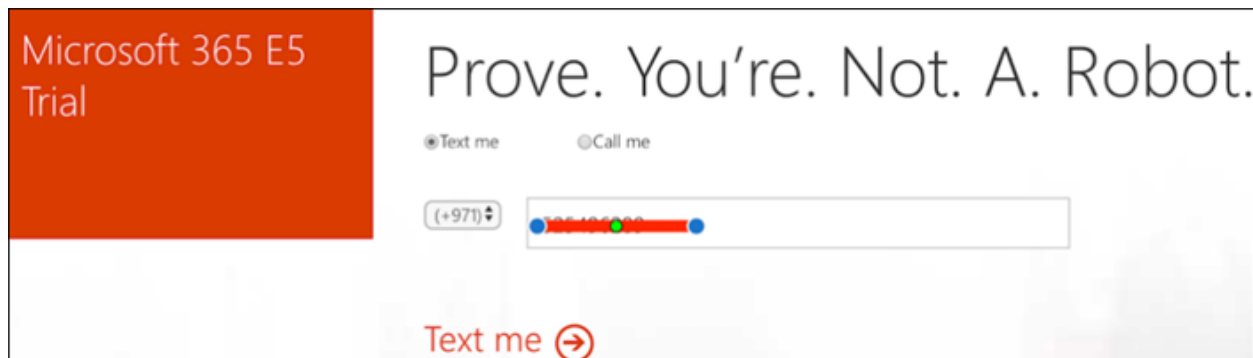 Microsoft 365 E5
Trial
Prove. You're. Not. A. Robot.
Text me
Call me
(+971)
Text me